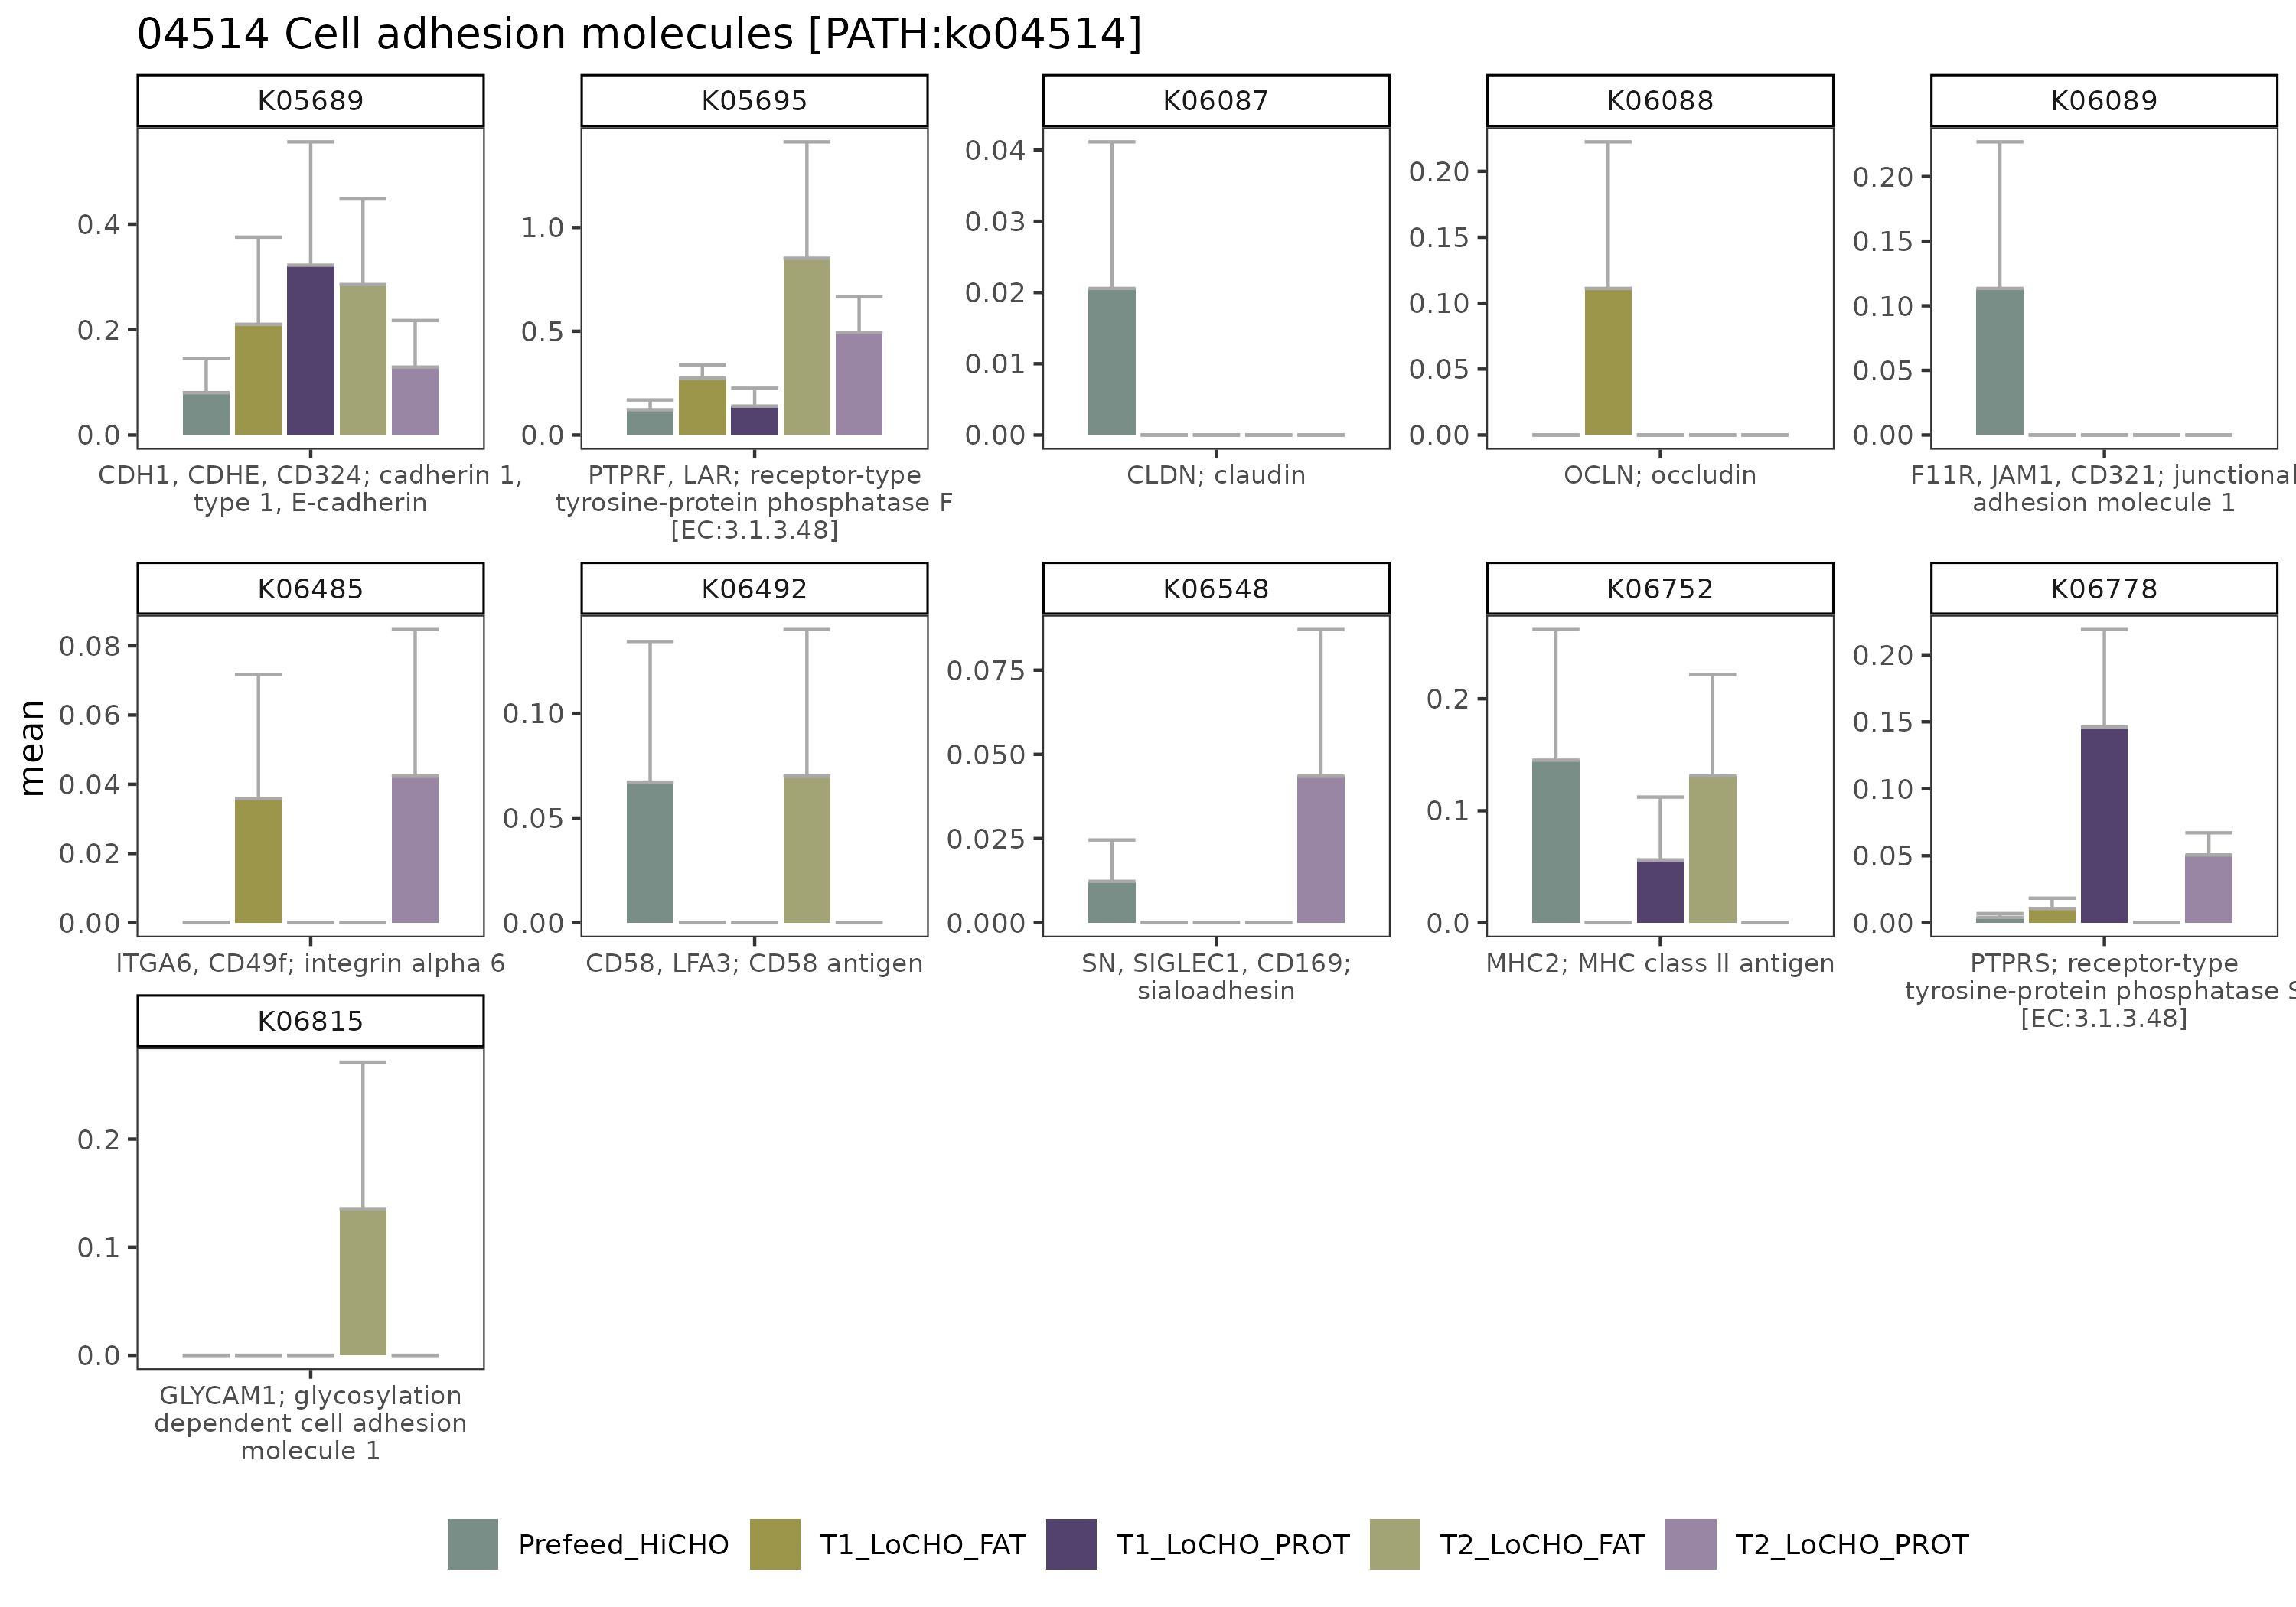 04514 Cell adhesion molecules [PATH:ko04514]
K05689
K05695
K06087
K06088
K06089
0.4
0.2
0.0
1.0
0.5
0.0
0.04
0.03
0.02
0.01
0.00
0.20
0.15
0.10
0.05
0.00
0.20
0.15
0.10
0.05
0.00
CDH1, CDHE, CD324; cadherin 1,
type 1, E-cadherin
PTPRF, LAR; receptor-type
tyrosine-protein phosphatase F
[EC:3.1.3.48]
CLDN; claudin
OCLN; occludin
F11R, JAM1, CD321; junctional
adhesion molecule 1
mean
K06485
K06492
K06548
K06752
K06778
0.08
0.06
0.04
0.02
0.00
0.10
0.05
0.00
0.075
0.050
0.025
0.000
0.2
0.1
0.0
0.20
0.15
0.10
0.05
0.00
ITGA6, CD49f; integrin alpha 6
CD58, LFA3; CD58 antigen
SN, SIGLEC1, CD169;
sialoadhesin
MHC2; MHC class II antigen
PTPRS; receptor-type
tyrosine-protein phosphatase S
[EC:3.1.3.48]
K06815
0.2
0.1
0.0
GLYCAM1; glycosylation
dependent cell adhesion
molecule 1
Prefeed_HiCHO
T1_LoCHO_FAT
T1_LoCHO_PROT
T2_LoCHO_FAT
T2_LoCHO_PROT